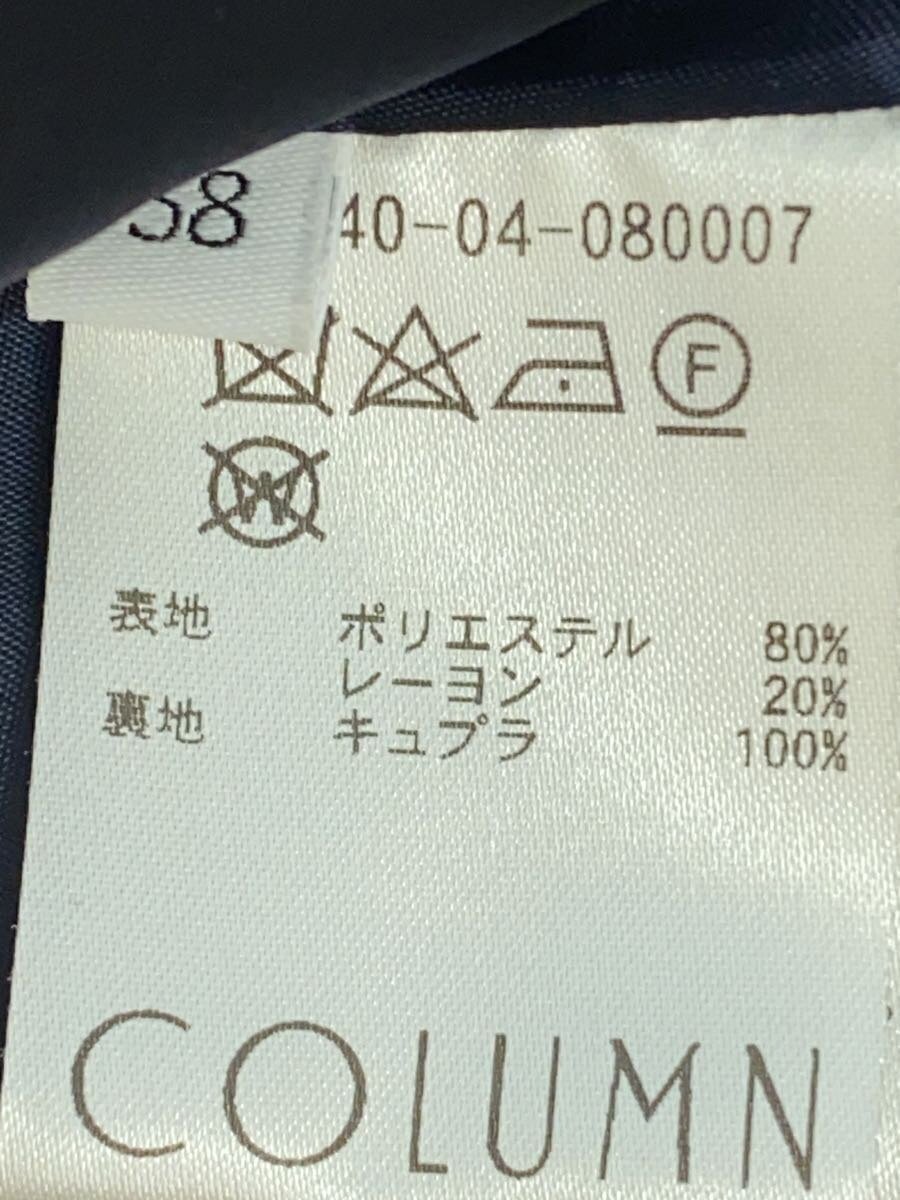 38
40-04-080007
F
W
表地 ポリエステル 80%
レーヨン 20%
裏地 キュプラ 100%
COLUMN